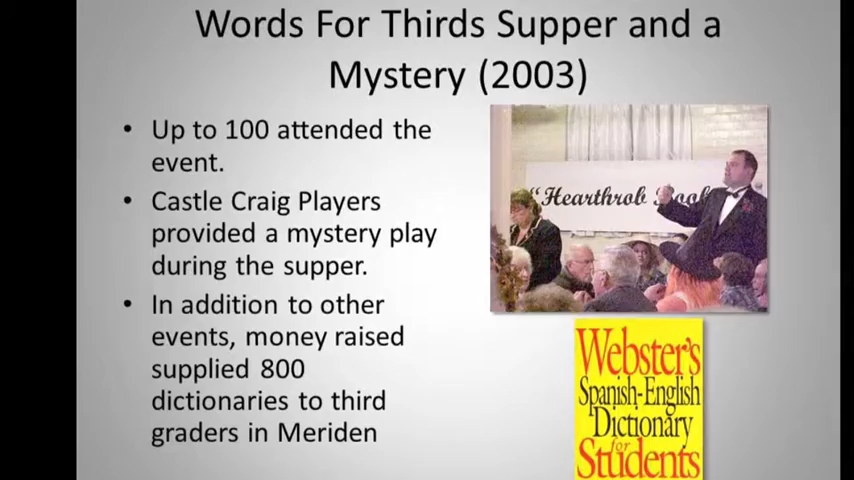 Words For Thirds Supper and a
Mystery (2003)
• Up to 100 attended the
event.
• Castle Craig Players
provided a mystery play
during the supper.
• In addition to other
events, money raised
supplied 800
dictionaries to third
graders in Meriden
"Hearthrob
Webster's
Spanish-English
Dictionary
for
Students